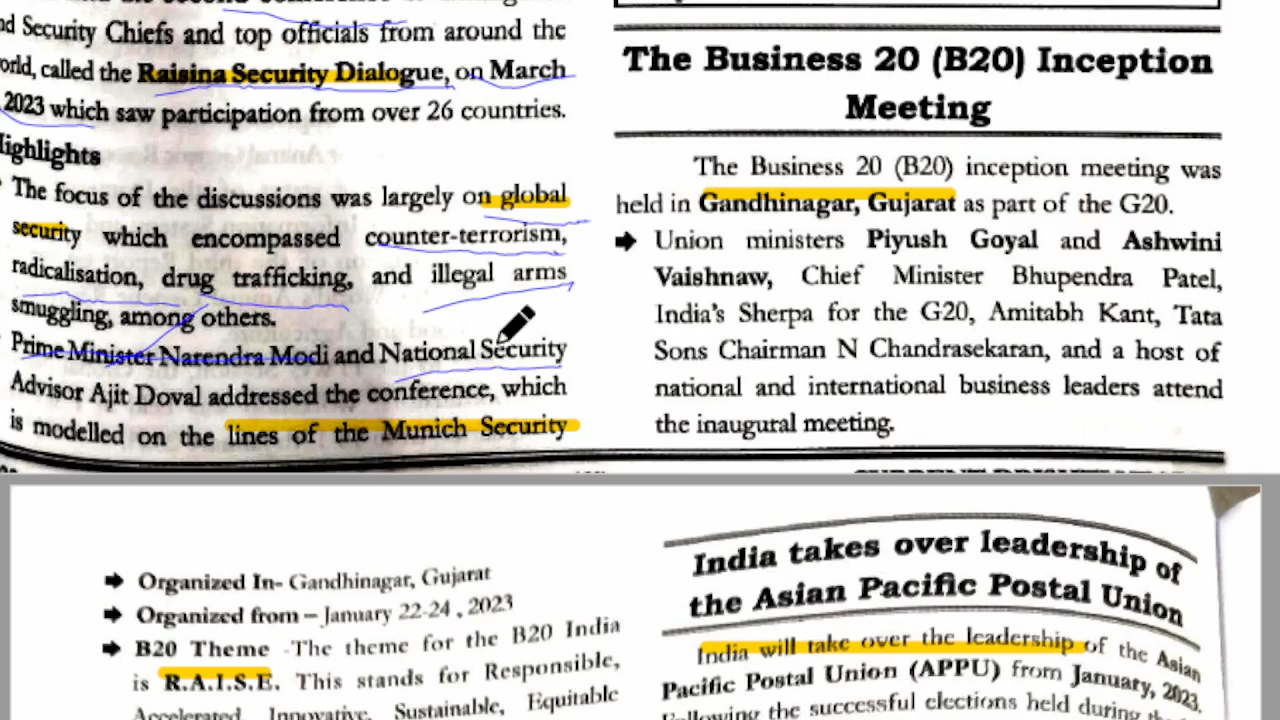 nd Security Chiefs and top officials from around the
orld, called the Raisina Security Dialogue, on March
2023 which saw participation from over 26 countries.
Highlights
The focus of the discussions was largely on global
security which encompassed counter-terrorism,
radicalisation, drug trafficking, and illegal arms
smuggling, among others.
Prime Minister Narendra Modi and National Security
Advisor Ajit Doval addressed the conference, which
is modelled on the lines of the Munich Security
The Business 20 (B20) Inception
Meeting
The Business 20 (B20) inception meeting was
held in Gandhinagar, Gujarat as part of the G20.
➔ Union ministers Piyush Goyal and Ashwini
Vaishnaw, Chief Minister Bhupendra Patel,
India's Sherpa for the G20, Amitabh Kant, Tata
Sons Chairman N Chandrasekaran, and a host of
national and international business leaders attend
the inaugural meeting.
➔ Organized In- Gandhinagar, Gujarat
➔ Organized from – January 22-24 , 2023
➔ B20 Theme -The theme for the B20 India
is R.A.I.S.E. This stands for Responsible,
Accelerated, Innovative, Sustainable, Equitable
India takes over leadership of
the Asian Pacific Postal Union
India will take over the leadership of the Asian
Pacific Postal Union (APPU) from January, 2023.
Following the successful elections held during the